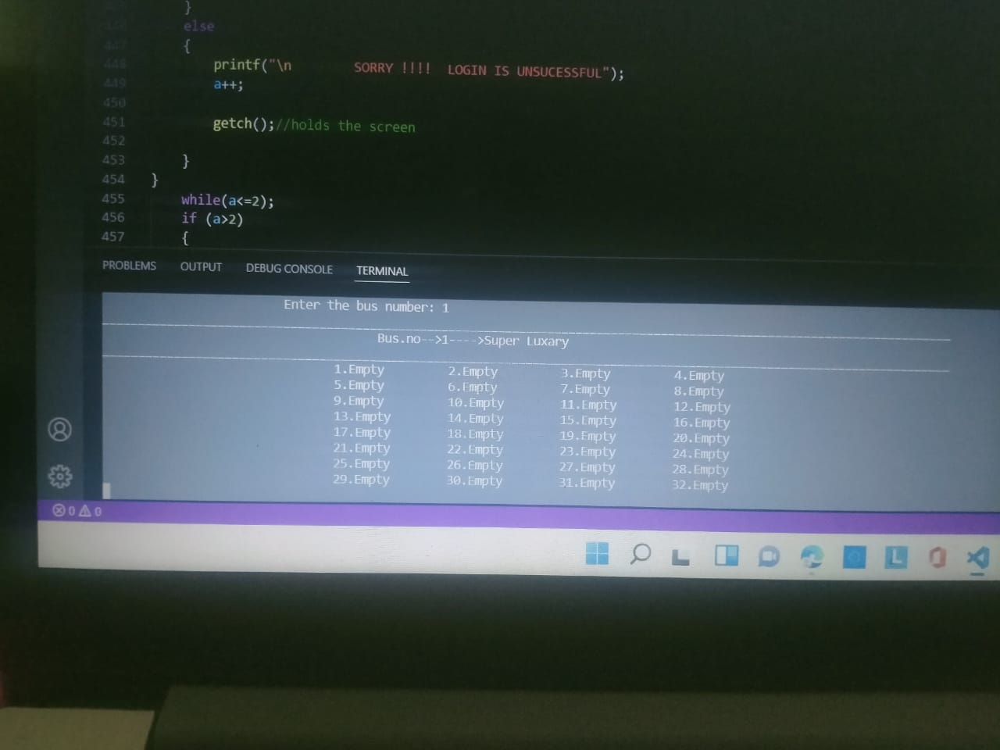 }
else
447 {
448 printf("\n SORRY !!!! LOGIN IS UNSUCESSFUL");
449 a++;
450
451 getch();//holds the screen
452
453 }
454 }
455 while(a<=2);
456 if (a>2)
457 {
PROBLEMS OUTPUT DEBUG CONSOLE TERMINAL
Enter the bus number: 1
Bus.no-->1---->Super Luxary
1.Empty 2.Empty 3.Empty 4.Empty
5.Empty 6.Empty 7.Empty 8.Empty
9.Empty 10.Empty 11.Empty 12.Empty
13.Empty 14.Empty 15.Empty 16.Empty
17.Empty 18.Empty 19.Empty 20.Empty
21.Empty 22.Empty 23.Empty 24.Empty
25.Empty 26.Empty 27.Empty 28.Empty
29.Empty 30.Empty 31.Empty 32.Empty
0 0
L